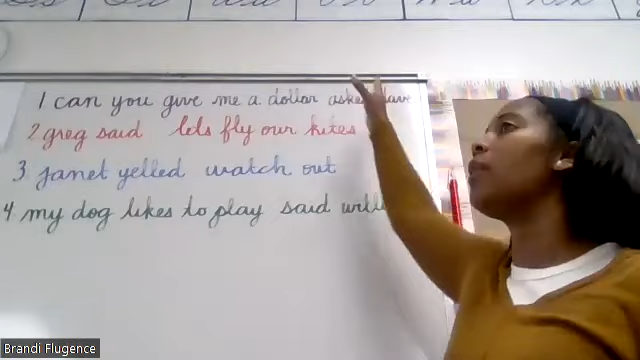 1 can you give me a dollar asked dave
2 greg said lets fly our kites
3. janet yelled watch out
4. my dog likes to play said
Brandi Flugence